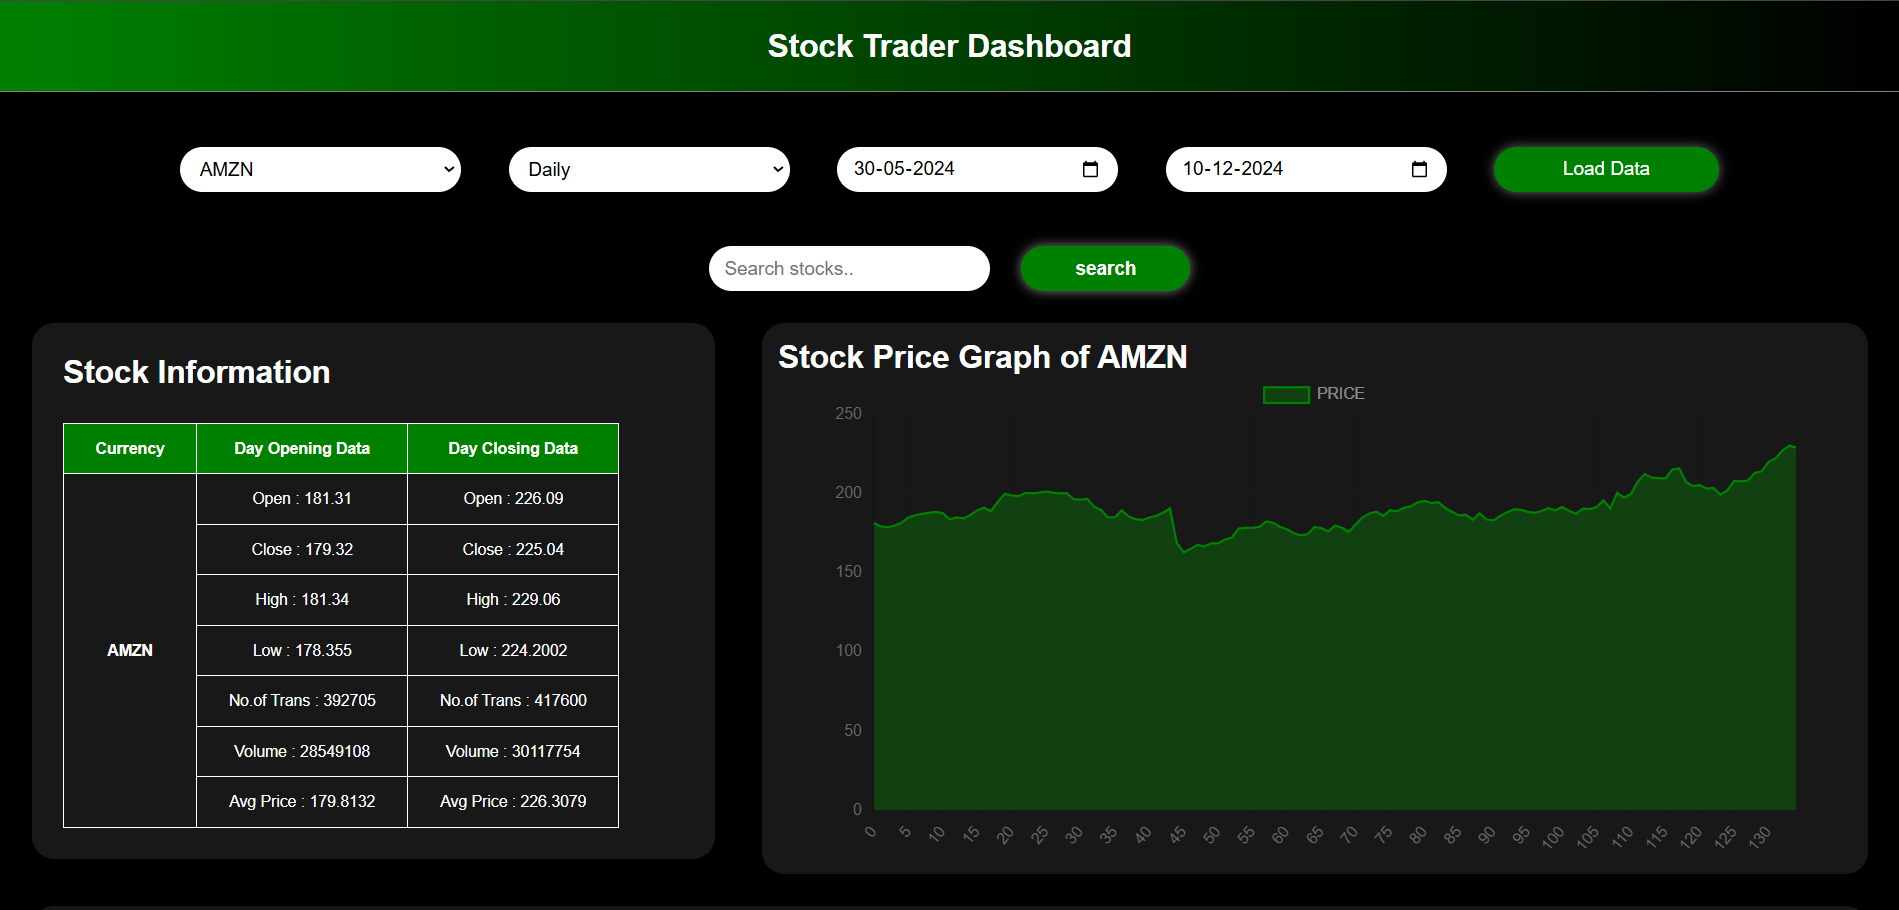 Stock Trader Dashboard
AMZN
Daily
30-05-2024
10-12-2024
Load Data
Search stocks..
search
Stock Information
Currency Day Opening Data Day Closing Data
AMZN
Open : 181.31 Open : 226.09
Close : 179.32 Close : 225.04
High : 181.34 High : 229.06
Low : 178.355 Low : 224.2002
No.of Trans : 392705 No.of Trans : 417600
Volume : 28549108 Volume : 30117754
Avg Price : 179.8132 Avg Price : 226.3079
Stock Price Graph of AMZN
PRICE
250
200
150
100
50
0
0 5 10 15 20 25 30 35 40 45 50 55 60 65 70 75 80 85 90 95 100 105 110 115 120 125 130